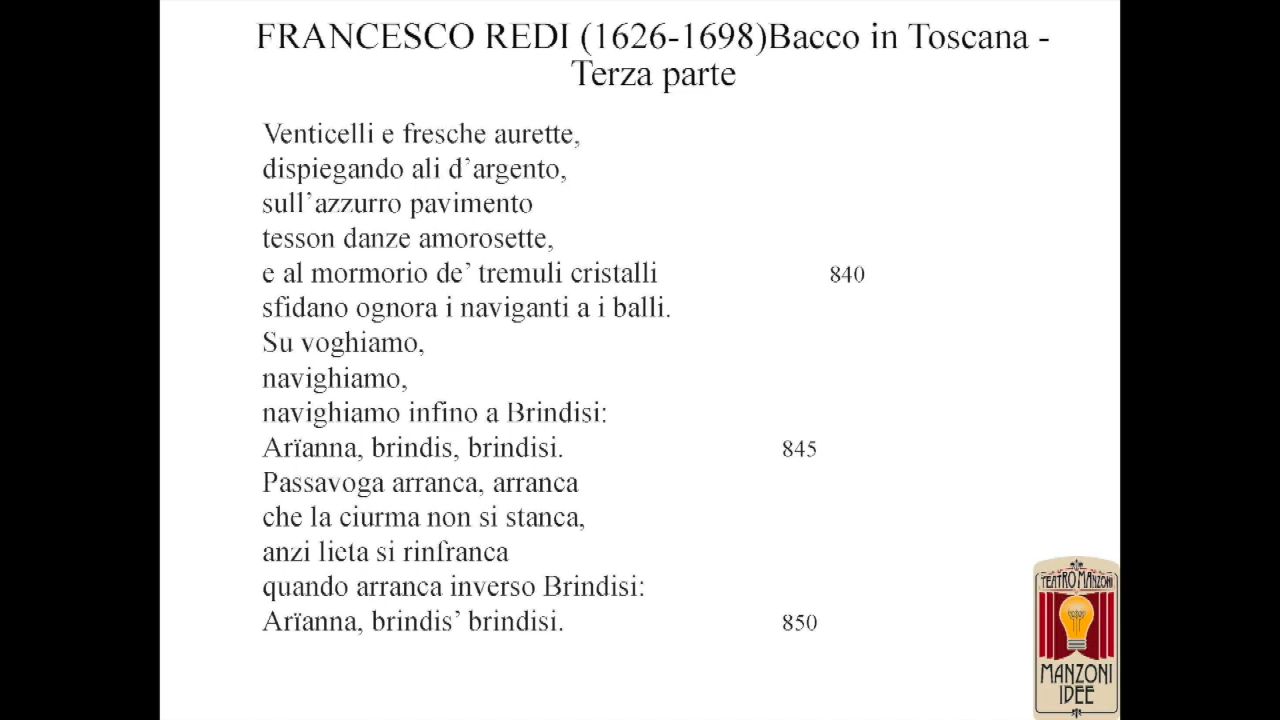 FRANCESCO REDI (1626-1698)Bacco in Toscana -
Terza parte
Venticelli e fresche aurette,
dispiegando ali d’argento,
sull’azzurro pavimento
tesson danze amorosette,
e al mormorio de’ tremuli cristalli 840
sfidano ognora i naviganti a i balli.
Su voghiamo,
navighiamo,
navighiamo infino a Brindisi:
Arïanna, brindis, brindisi. 845
Passavoga arranca, arranca
che la ciurma non si stanca,
anzi lieta si rinfranca
quando arranca inverso Brindisi:
Arïanna, brindis’ brindisi. 850
TEATRO MANZONI
MANZONI
IDEE